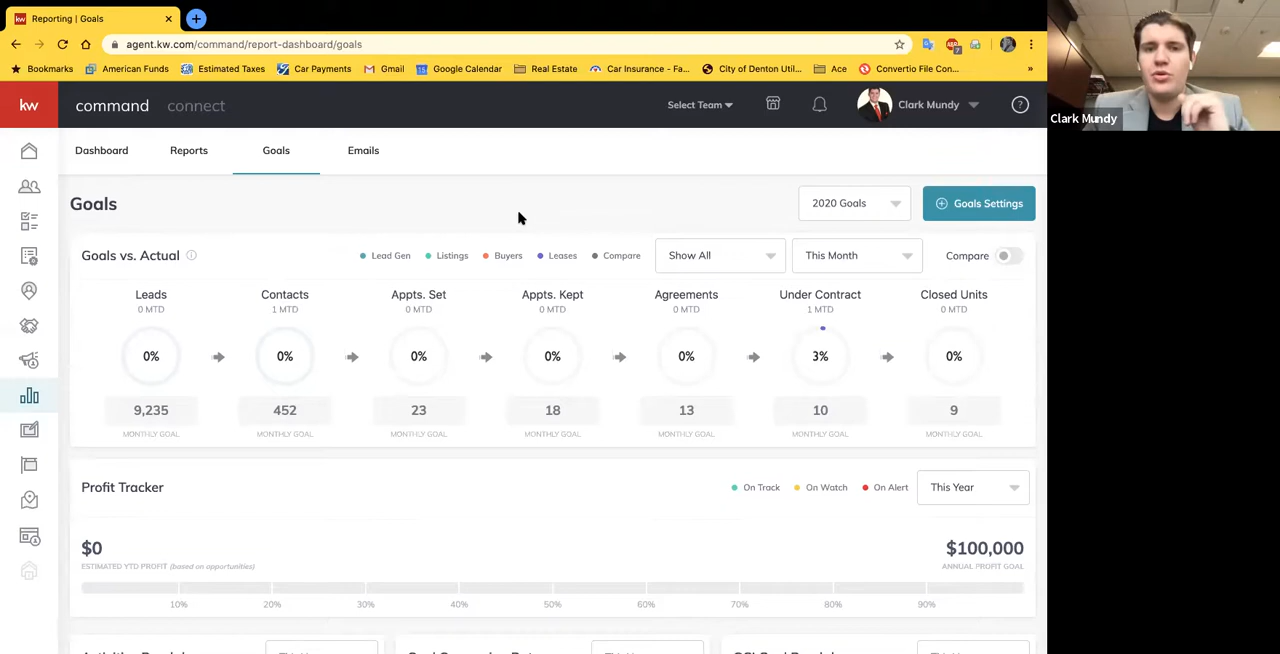 kw Reporting | Goals
agent.kw.com/command/report-dashboard/goals
Bookmarks American Funds Estimated Taxes Car Payments Gmail Google Calendar Real Estate Car Insurance - Fa... City of Denton Util... Ace Convertio File Con... »
kw command connect Select Team Clark Mundy ?
Clark Mundy
Dashboard Reports Goals Emails
Goals 2020 Goals Goals Settings
Goals vs. Actual Lead Gen Listings Buyers Leases Compare Show All This Month Compare
Leads Contacts Appts. Set Appts. Kept Agreements Under Contract Closed Units
0 MTD 1 MTD 0 MTD 0 MTD 0 MTD 1 MTD 0 MTD
0% 0% 0% 0% 0% 3% 0%
9,235 452 23 18 13 10 9
MONTHLY GOAL MONTHLY GOAL MONTHLY GOAL MONTHLY GOAL MONTHLY GOAL MONTHLY GOAL MONTHLY GOAL
Profit Tracker On Track On Watch On Alert This Year
$0 $100,000
ESTIMATED YTD PROFIT (based on opportunities) ANNUAL PROFIT GOAL
10% 20% 30% 40% 50% 60% 70% 80% 90%